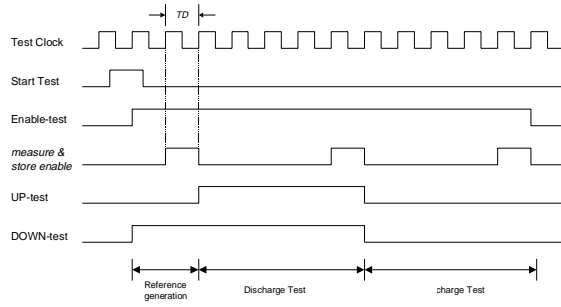 TD
Test Clock
Start Test
Enable-test
measure &
store enable
UP-test
DOWN-test
Reference
generation
Discharge Test
charge Test